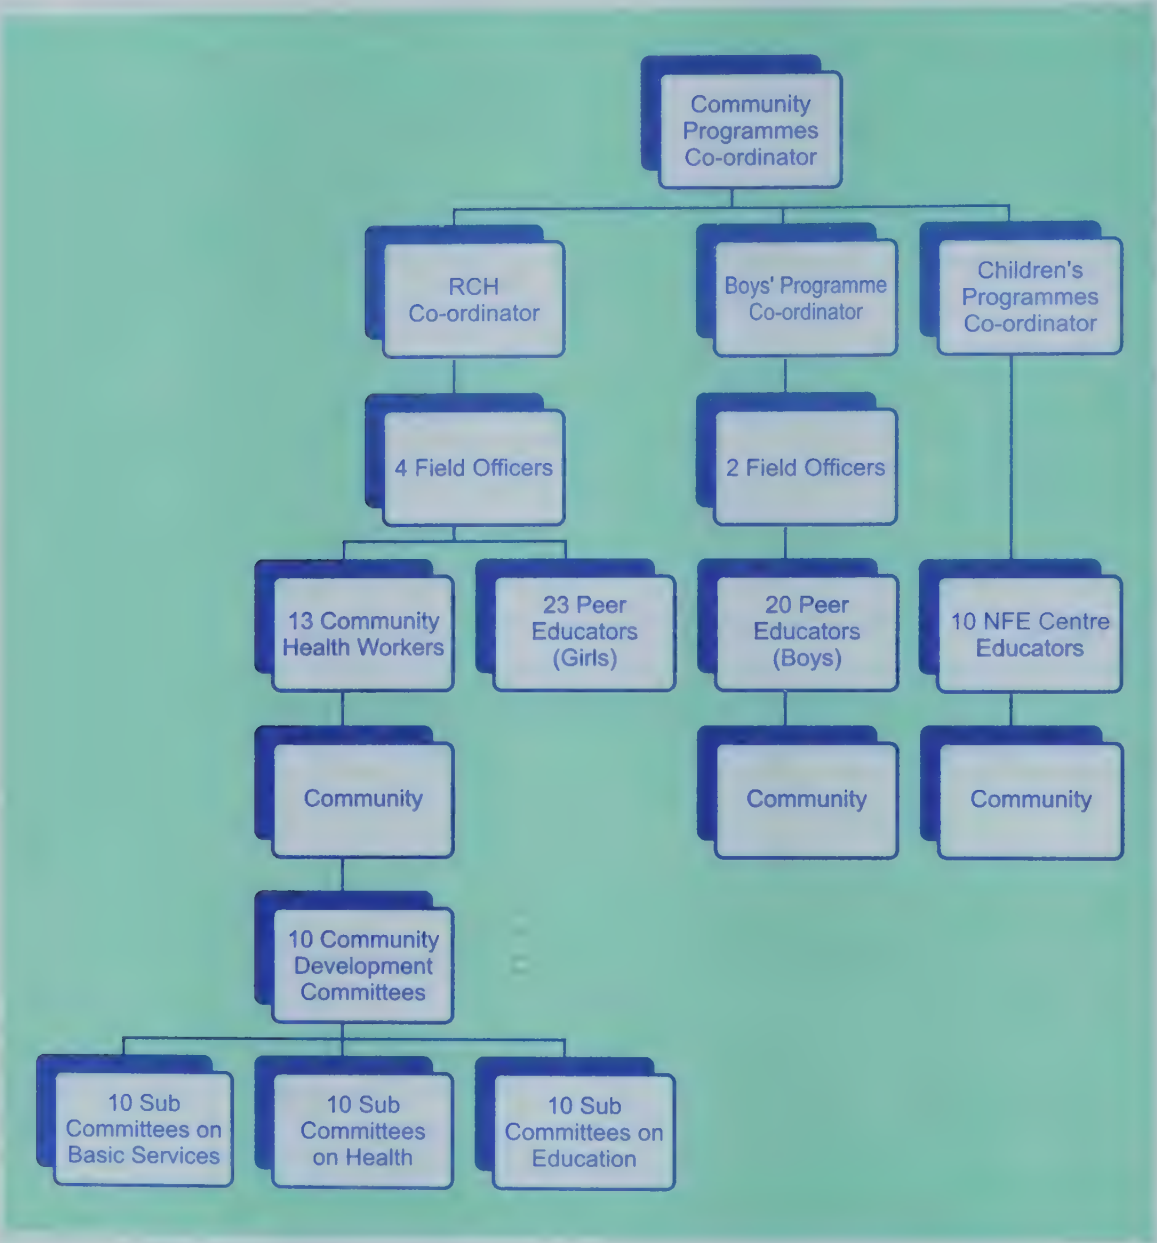 Community
Programmes
Co-ordinator
RCH
Co-ordinator
Boys' Programme
Co-ordinator
Children's
Programmes
Co-ordinator
4 Field Officers
2 Field Officers
13 Community
Health Workers
23 Peer
Educators
(Girls)
20 Peer
Educators
(Boys)
10 NFE Centre
Educators
Community
Community
Community
10 Community
Development
Committees
10 Sub
Committees on
Basic Services
10 Sub
Committees
on Health
10 Sub
Committees on
Education